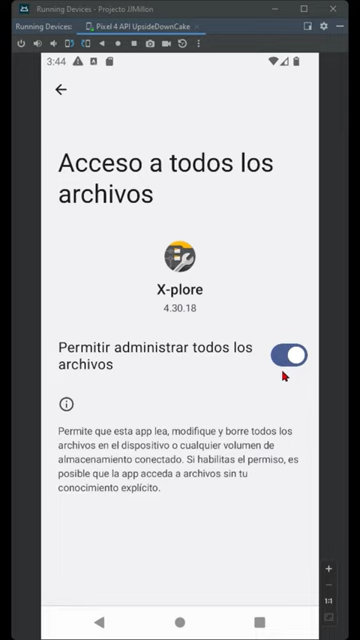 Running Devices - Projecto JJMillon
Running Devices:
Pixel 4 API UpsideDownCake
3:44
Acceso a todos los
archivos
X-plore
4.30.18
Permitir administrar todos los
archivos
Permite que esta app lea, modifique y borre todos los
archivos en el dispositivo o cualquier volumen de
almacenamiento conectado. Si habilitas el permiso, es
posible que la app acceda a archivos sin tu
conocimiento explícito.
1:1